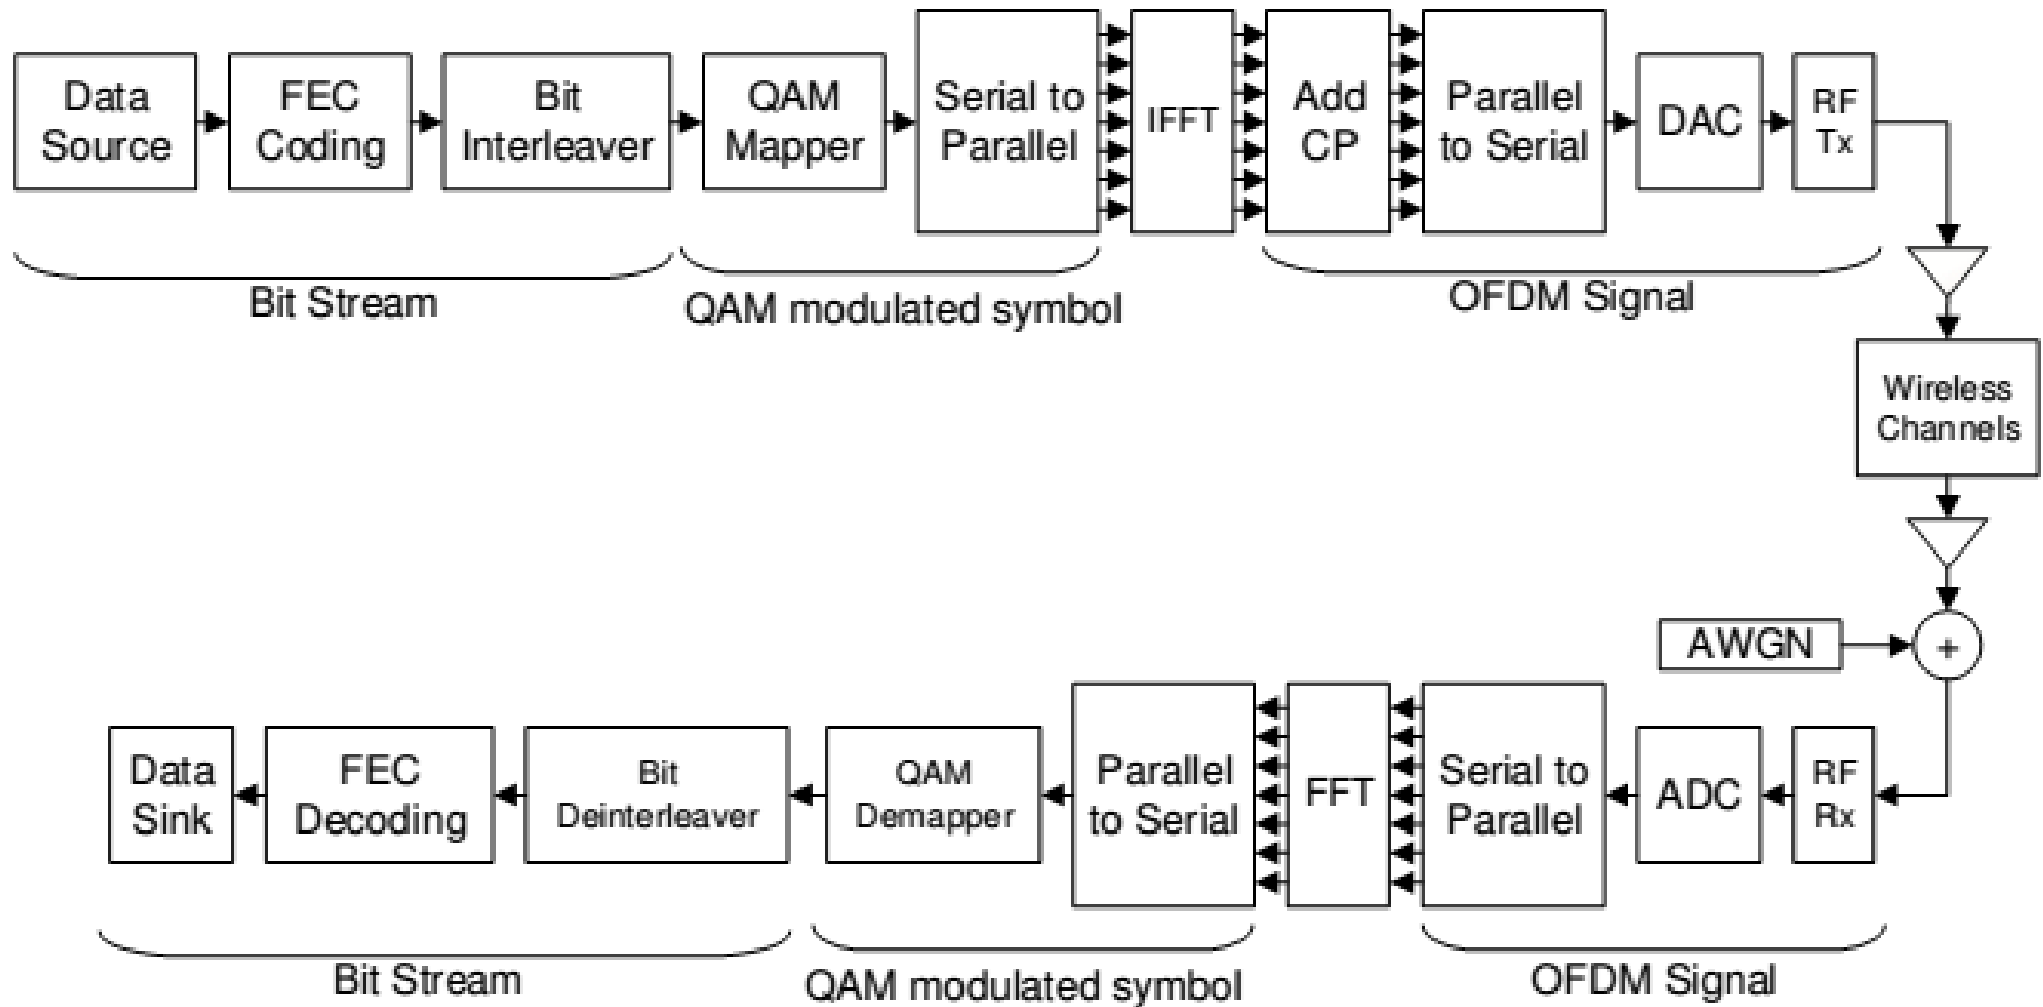 Data
Source
FEC
Coding
Bit
Interleaver
QAM
Mapper
Serial to
Parallel
IFFT
Add
CP
Parallel
to Serial
DAC
RF
Tx
Bit Stream
QAM modulated symbol
OFDM Signal
Wireless
Channels
AWGN
+
Data
Sink
FEC
Decoding
Bit
Deinterleaver
QAM
Demapper
Parallel
to Serial
FFT
Serial to
Parallel
ADC
RF
Rx
Bit Stream
QAM modulated symbol
OFDM Signal